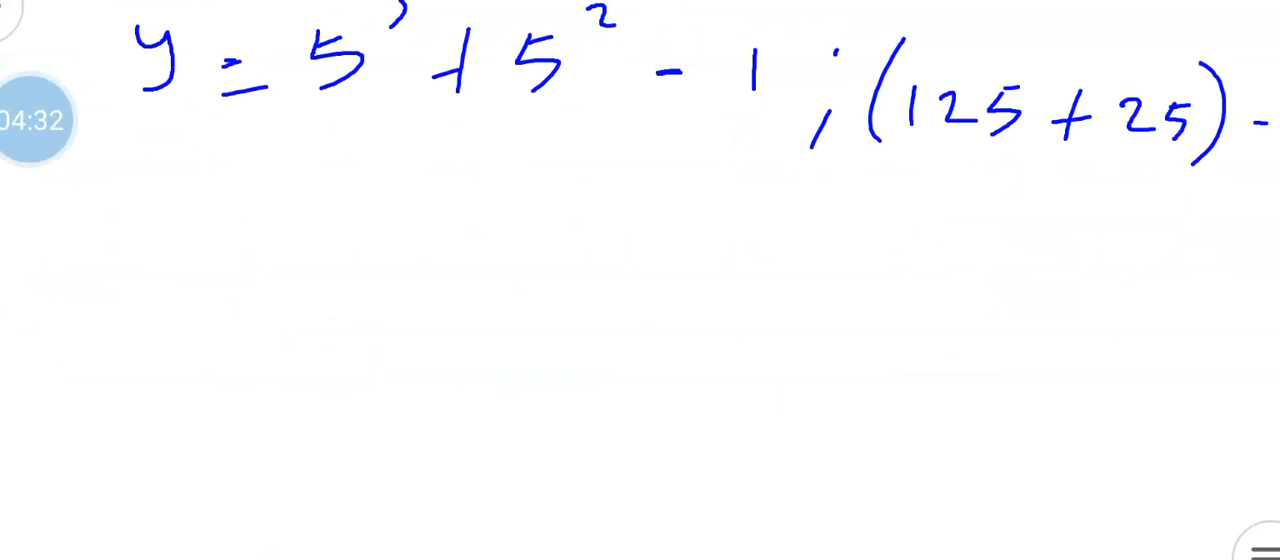 y = 5³ + 5² - 1 ; (125 + 25) -
04:32